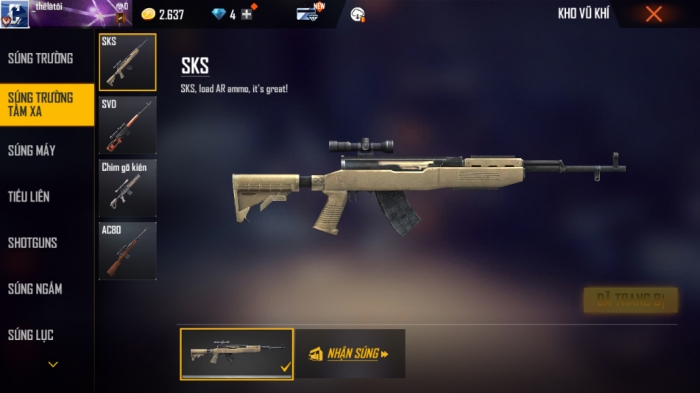 thêlàtôi
2.637
4
NEW
KHO VŨ KHÍ
SÚNG TRƯỜNG
SÚNG TRƯỜNG
TẦM XA
SÚNG MÁY
TIỂU LIÊN
SHOTGUNS
SÚNG NGẮM
SÚNG LỤC
SKS
SVD
Chim gõ kiến
AC80
SKS
SKS, load AR ammo, it's great!
ĐÃ TRANG BỊ
NHẬN SÚNG